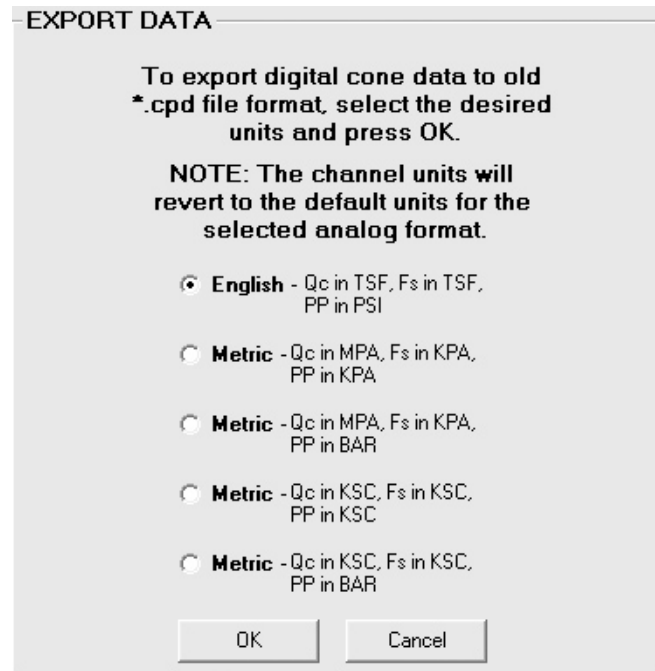 EXPORT DATA
To export digital cone data to old
*.cpd file format, select the desired
units and press OK.
NOTE: The channel units will
revert to the default units for the
selected analog format.
English - Qc in TSF, Fs in TSF,
PP in PSI
Metric - Qc in MPA, Fs in KPA,
PP in KPA
Metric - Qc in MPA, Fs in KPA,
PP in BAR
Metric - Qc in KSC, Fs in KSC,
PP in KSC
Metric - Qc in KSC, Fs in KSC,
PP in BAR
OK Cancel